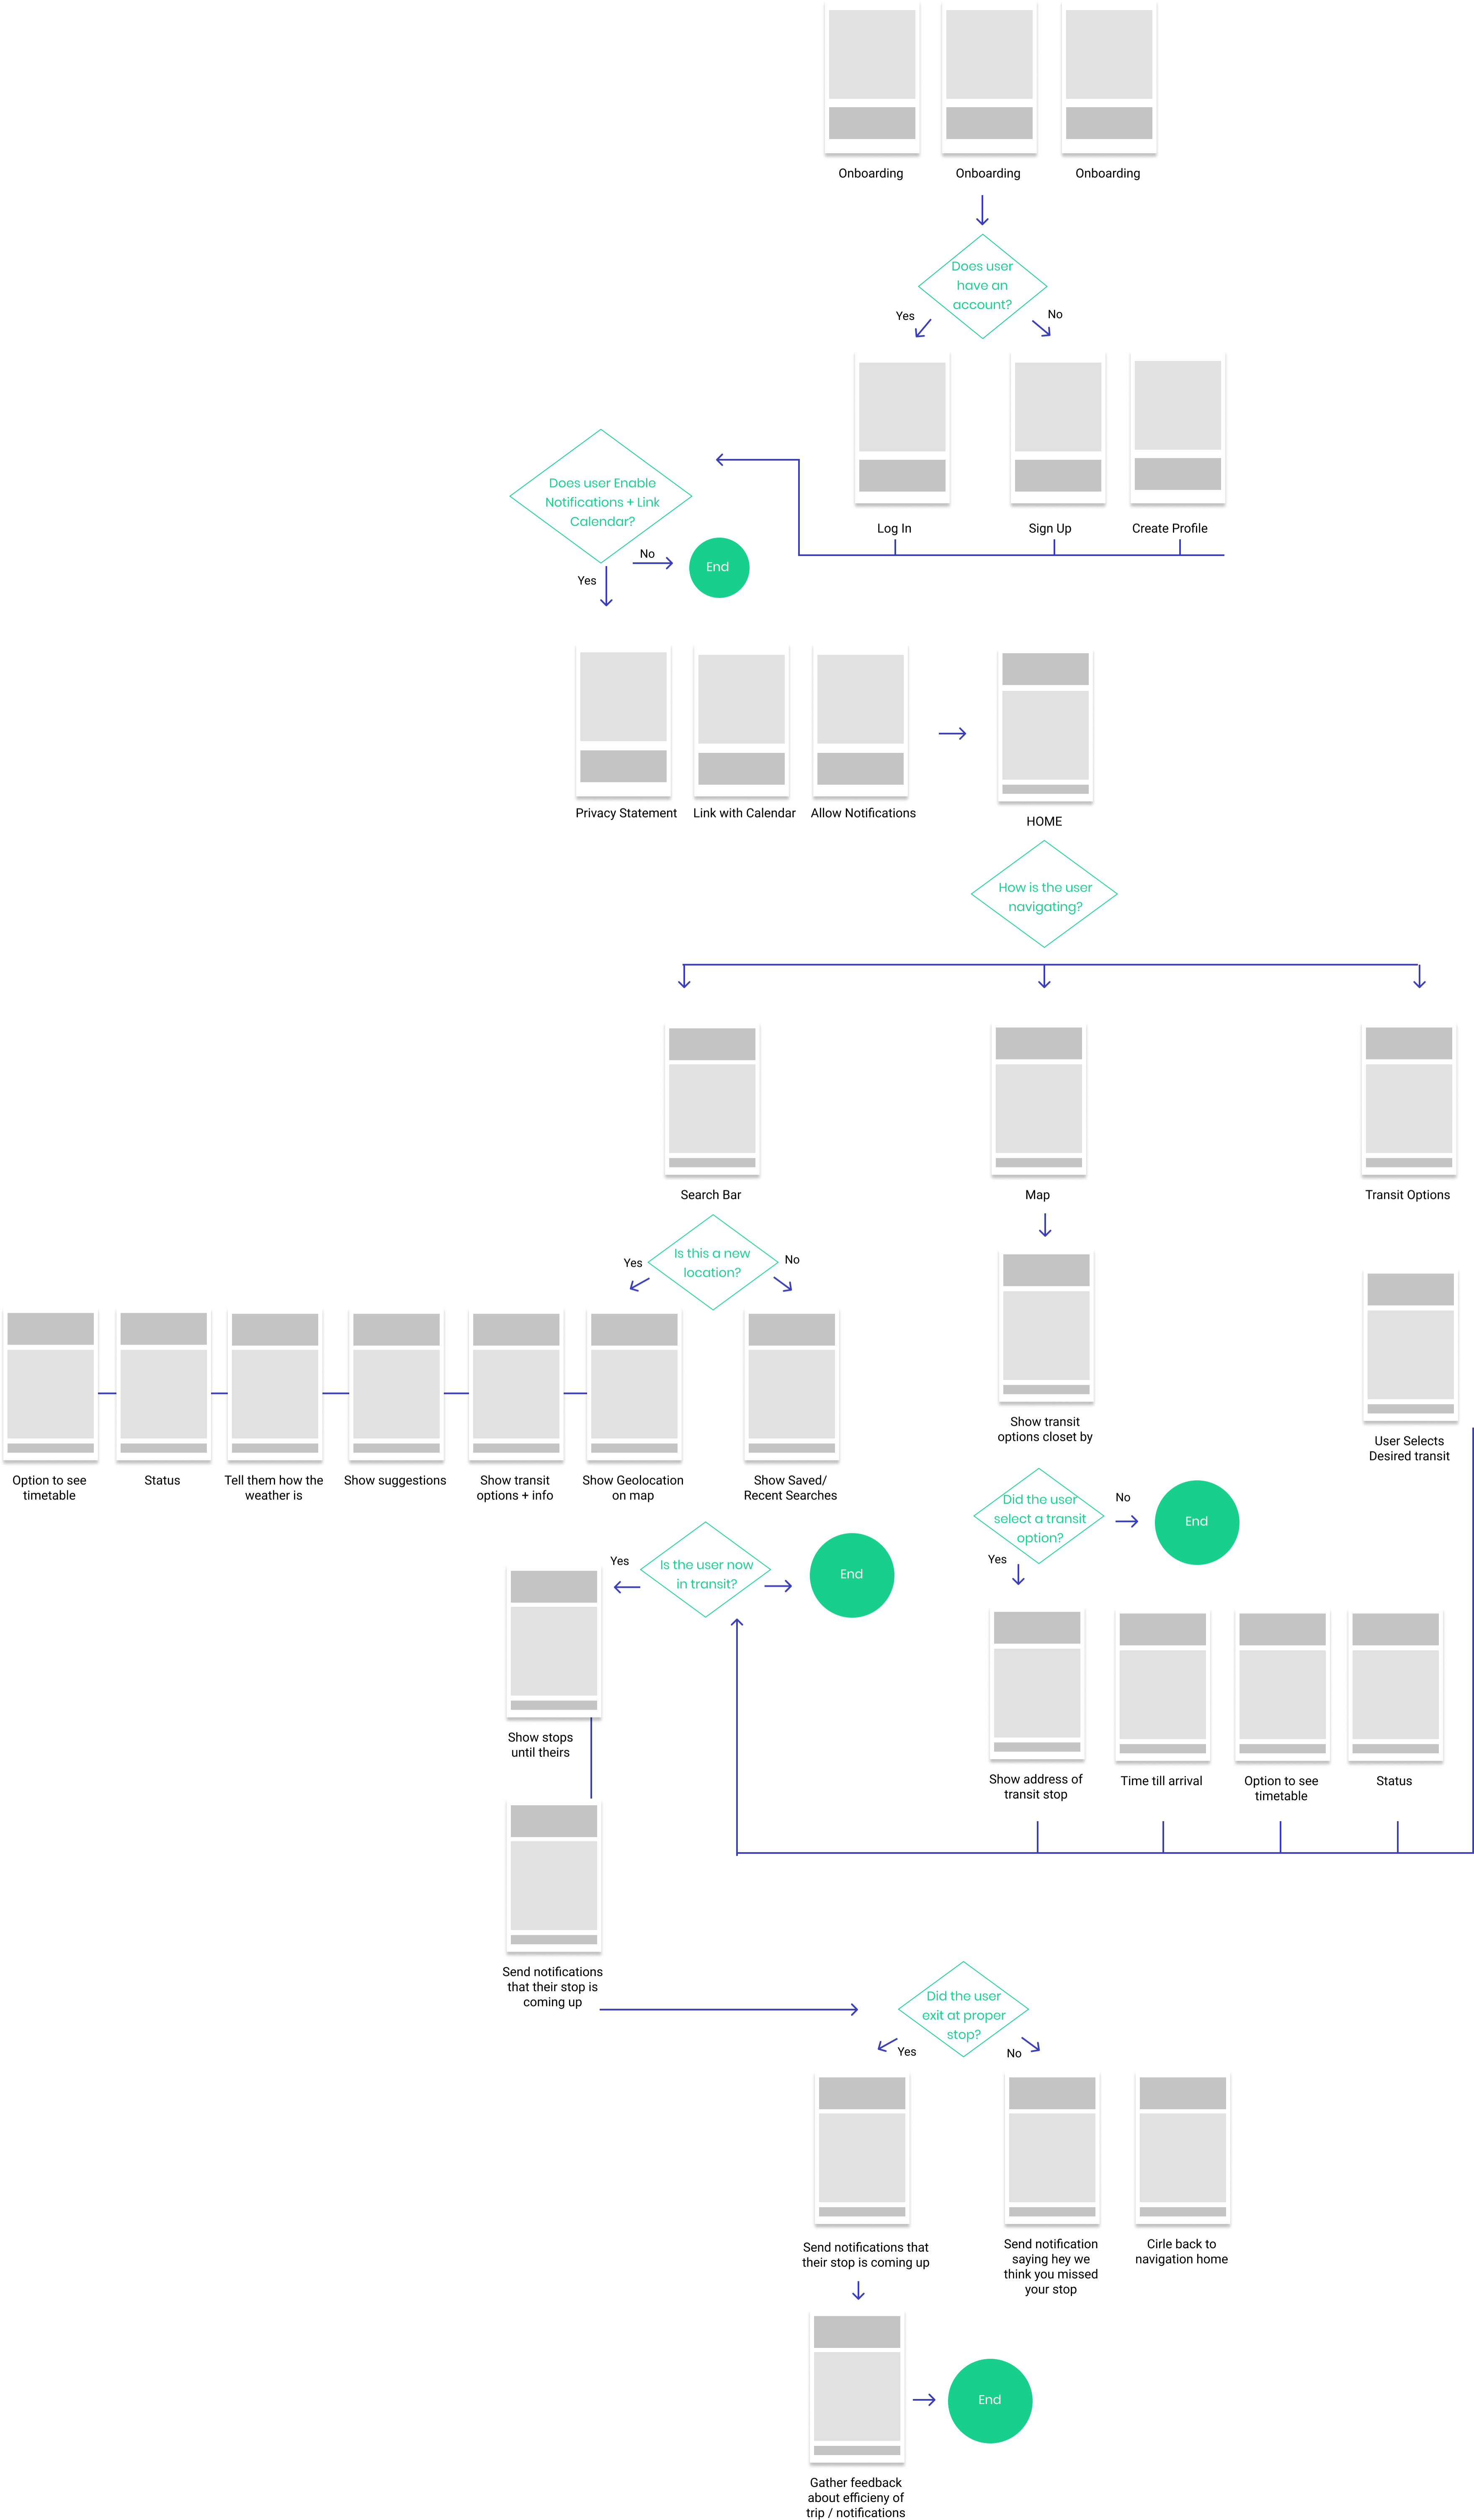 Onboarding
Onboarding
Onboarding
Does user
have an
account?
Yes
No
Log In
Sign Up
Create Profile
Does user Enable
Notifications + Link
Calendar?
No
End
Yes
Privacy Statement
Link with Calendar
Allow Notifications
HOME
How is the user
navigating?
Search Bar
Map
Transit Options
Is this a new
location?
Yes
No
Option to see
timetable
Status
Tell them how the
weather is
Show suggestions
Show transit
options + info
Show Geolocation
on map
Show Saved/
Recent Searches
Show transit
options closet by
User Selects
Desired transit
Did the user
select a transit
option?
No
End
Yes
Is the user now
in transit?
Yes
End
Show stops
until theirs
Show address of
transit stop
Time till arrival
Option to see
timetable
Status
Send notifications
that their stop is
coming up
Did the user
exit at proper
stop?
Yes
No
Send notifications that
their stop is coming up
Send notification
saying hey we
think you missed
your stop
Cirle back to
navigation home
End
Gather feedback
about efficieny of
trip / notifications